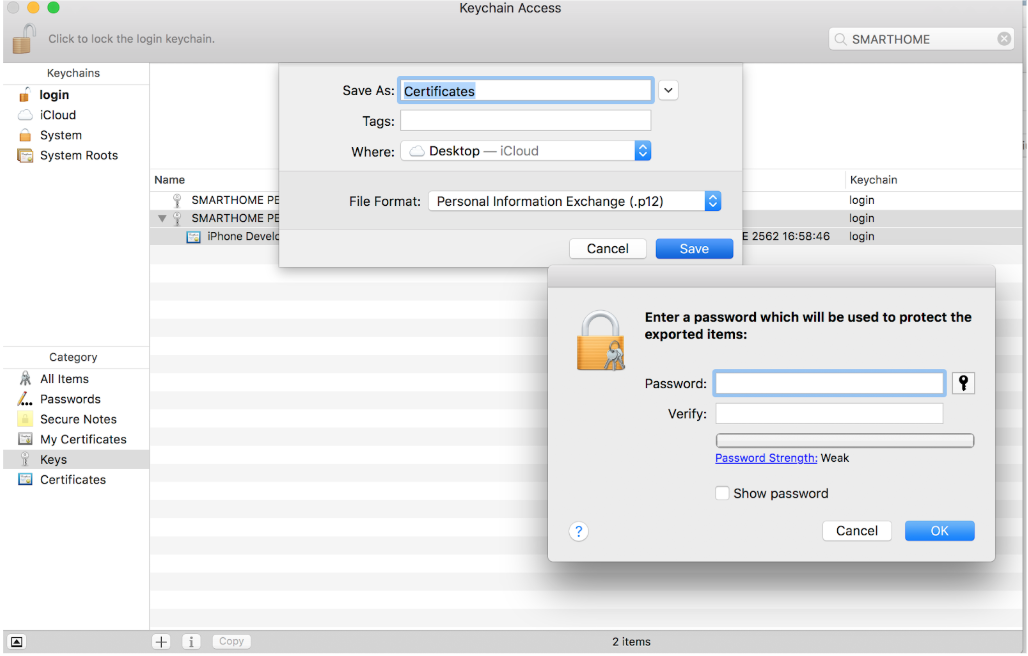 Keychain Access
Click to lock the login keychain.
SMARTHOME
Keychains
login
iCloud
System
System Roots
Save As: Certificates
Tags:
Where: Desktop — iCloud
File Format: Personal Information Exchange (.p12)
Cancel Save
Name Keychain
SMARTHOME PE login
SMARTHOME PE login
iPhone Develo E 2562 16:58:46 login
Enter a password which will be used to protect the
exported items:
Password:
Verify:
Password Strength: Weak
Show password
? Cancel OK
Category
All Items
Passwords
Secure Notes
My Certificates
Keys
Certificates
Copy
2 items